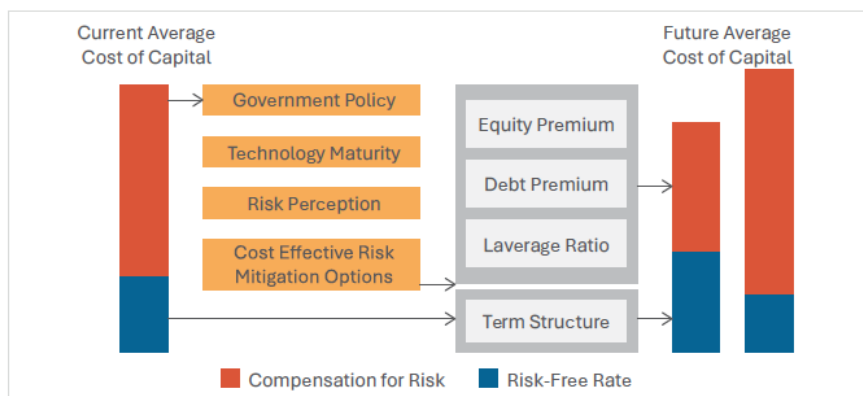 Current Average
Cost of Capital
Future Average
Cost of Capital
Government Policy
Technology Maturity
Risk Perception
Cost Effective Risk
Mitigation Options
Equity Premium
Debt Premium
Laverage Ratio
Term Structure
Compensation for Risk
Risk-Free Rate